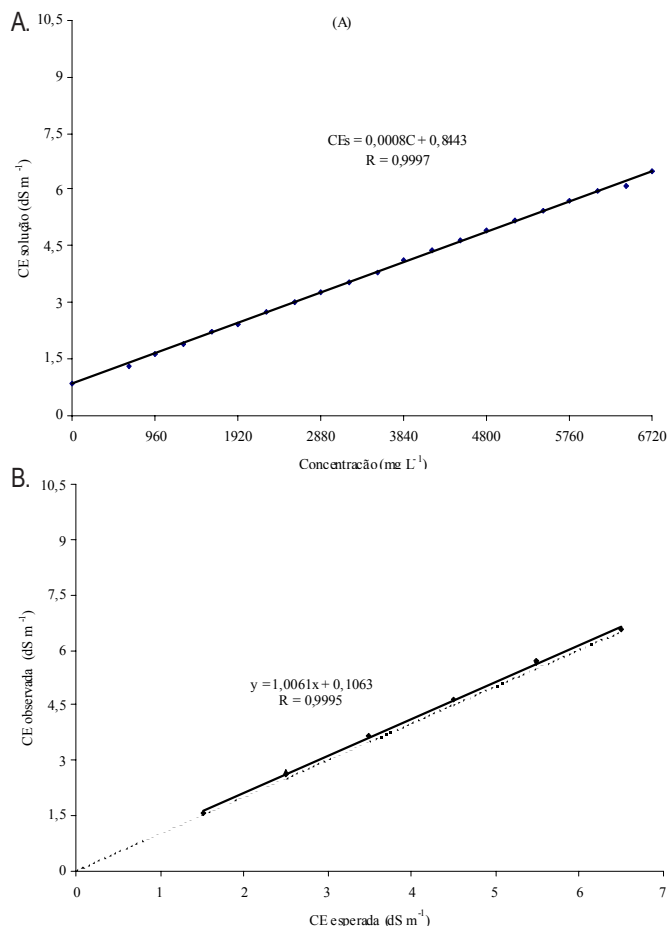 A.
(A)
10,5
9
7,5
6
4,5
3
1,5
0
CE solução (dS m-1)
CEs = 0,0008C + 0,8443
R = 0,9997
0 960 1920 2880 3840 4800 5760 6720
Concentração (mg L-1)
B.
10,5
9
7,5
6
4,5
3
1,5
0
CE observada (dS m-1)
y = 1,0061x + 0,1063
R = 0,9995
0 1 2 3 4 5 6 7
CE esperada (dS m-1)